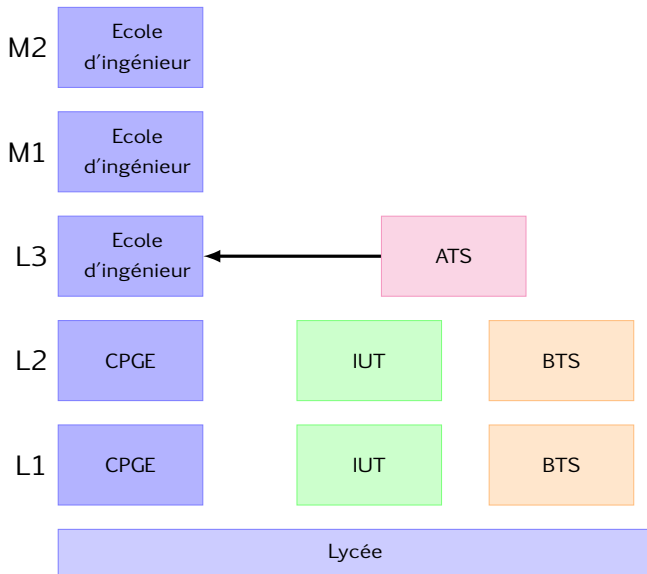 M2
Ecole
d'ingénieur
M1
Ecole
d'ingénieur
L3
Ecole
d'ingénieur
ATS
L2
CPGE
IUT
BTS
L1
CPGE
IUT
BTS
Lycée